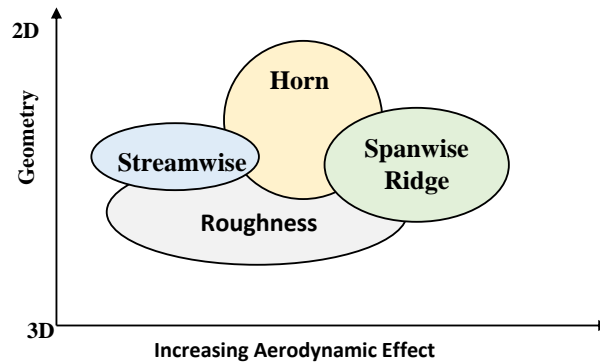 2D
Geometry
Horn
Streamwise
Spanwise
Ridge
Roughness
3D
Increasing Aerodynamic Effect